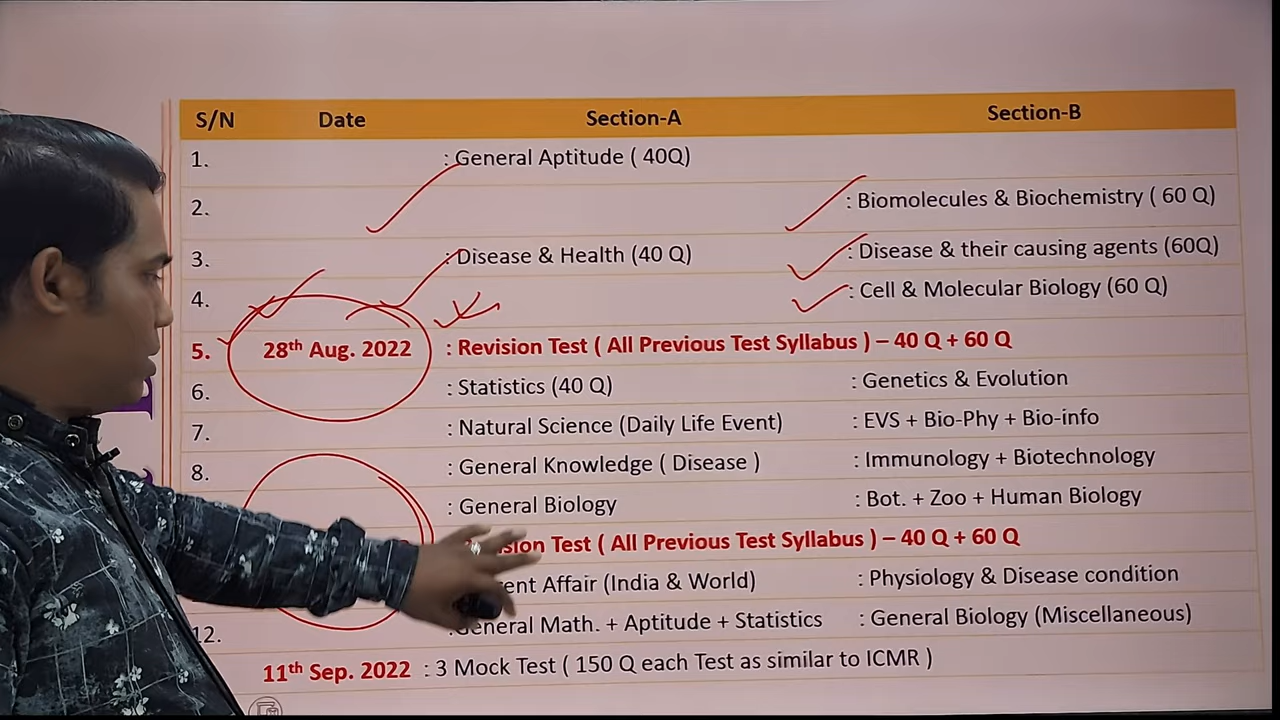 S/N Date Section-A Section-B
1. : General Aptitude ( 40Q)
2. : Biomolecules & Biochemistry ( 60 Q)
3. : Disease & Health (40 Q) : Disease & their causing agents (60Q)
4. : Cell & Molecular Biology (60 Q)
5. 28th Aug. 2022 : Revision Test ( All Previous Test Syllabus ) – 40 Q + 60 Q
6. : Statistics (40 Q) : Genetics & Evolution
7. : Natural Science (Daily Life Event) : EVS + Bio-Phy + Bio-info
8. : General Knowledge ( Disease ) : Immunology + Biotechnology
: General Biology : Bot. + Zoo + Human Biology
Test ( All Previous Test Syllabus ) – 40 Q + 60 Q
Affair (India & World) : Physiology & Disease condition
12. : General Math. + Aptitude + Statistics : General Biology (Miscellaneous)
11th Sep. 2022 : 3 Mock Test ( 150 Q each Test as similar to ICMR )